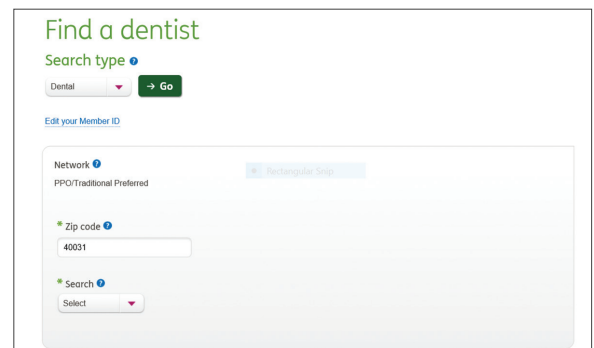 Find a dentist
Search type ?
Dental → Go
Edit your Member ID
Network ?
Rectangular Snip
PPO/Traditional Preferred
* Zip code ?
40031
* Search ?
Select